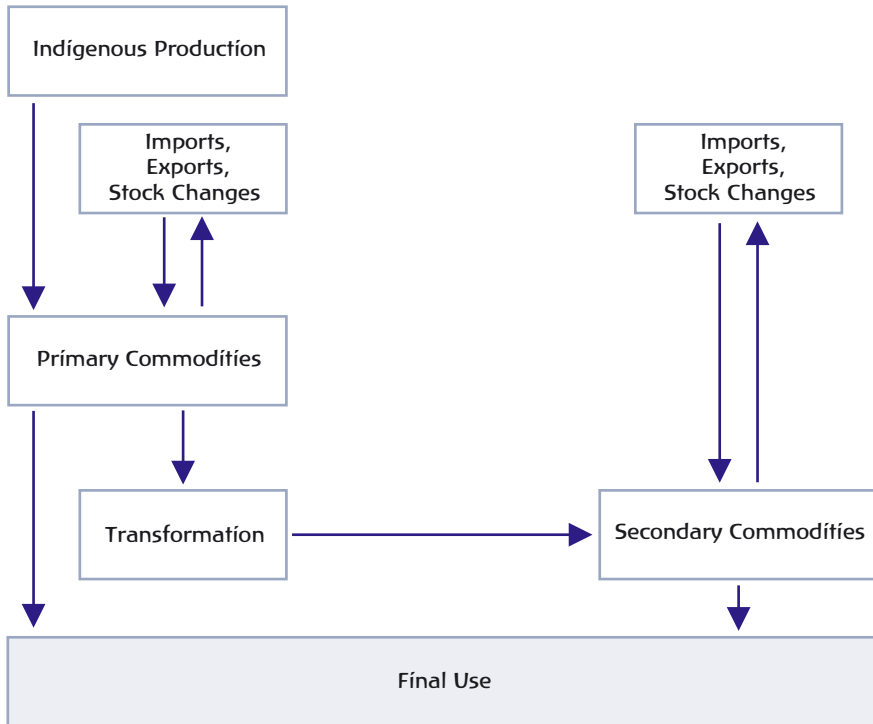 Indigenous Production
Imports,
Exports,
Stock Changes
Imports,
Exports,
Stock Changes
Primary Commodities
Transformation
Secondary Commodities
Final Use